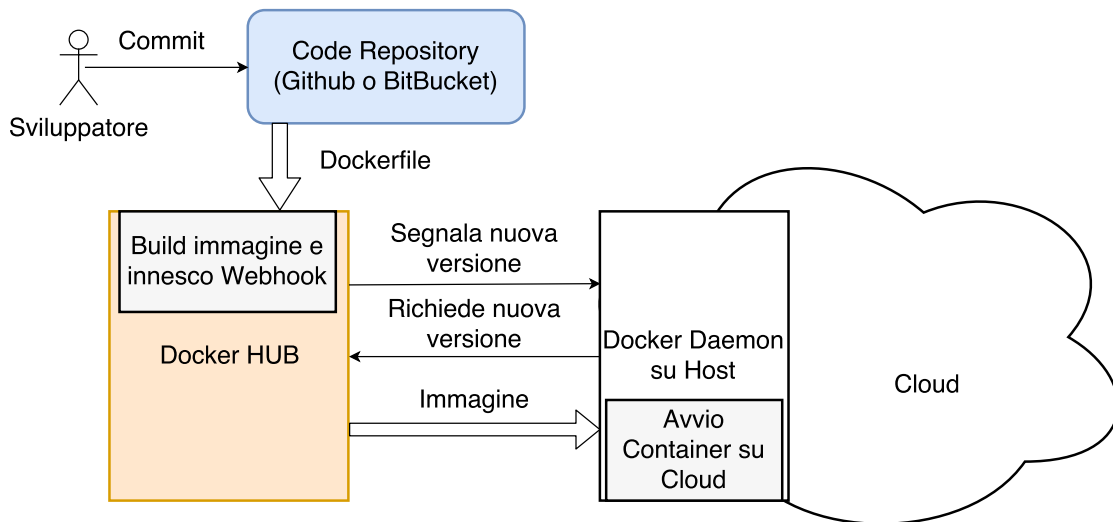 Commit
Code Repository
(Github o BitBucket)
Sviluppatore
Dockerfile
Build immagine e
innesco Webhook
Segnala nuova
versione
Richiede nuova
versione
Docker HUB
Docker Daemon
su Host
Cloud
Immagine
Avvio
Container su
Cloud